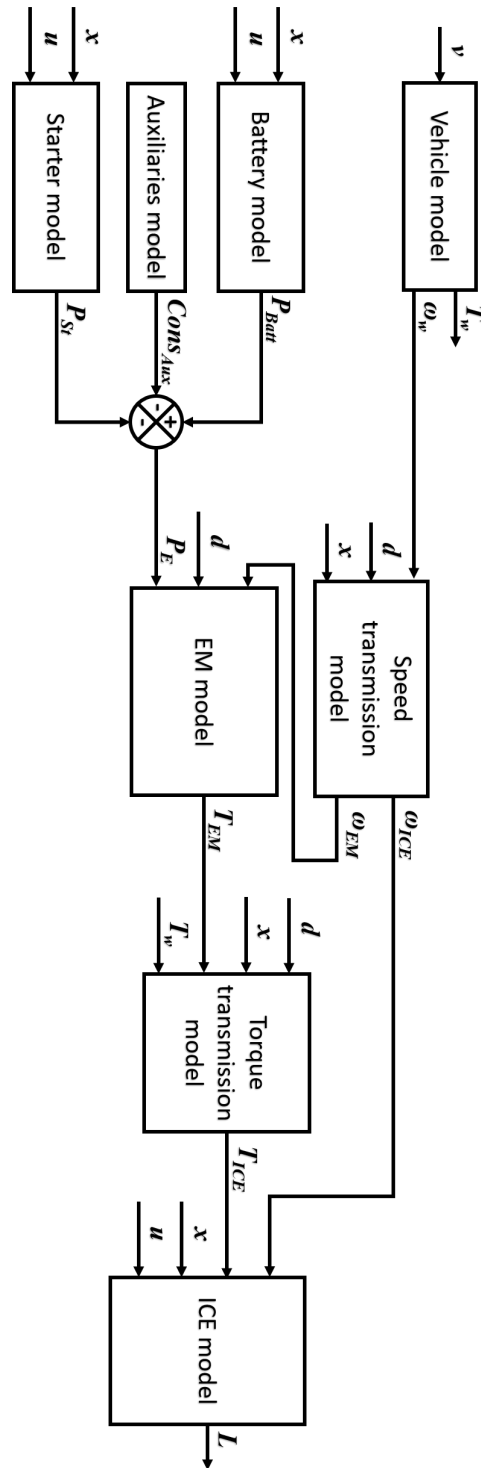 v
Vehicle model
T_w
ω_w
d
x
Speed
transmission
model
ω_ICE
ω_EM
x
u
Battery model
P_Batt
Auxiliaries model
Cons_Aux
x
u
Starter model
P_St
+
-
-
d
P_E
EM model
T_EM
d
x
T_w
Torque
transmission
model
T_ICE
x
u
ICE model
L